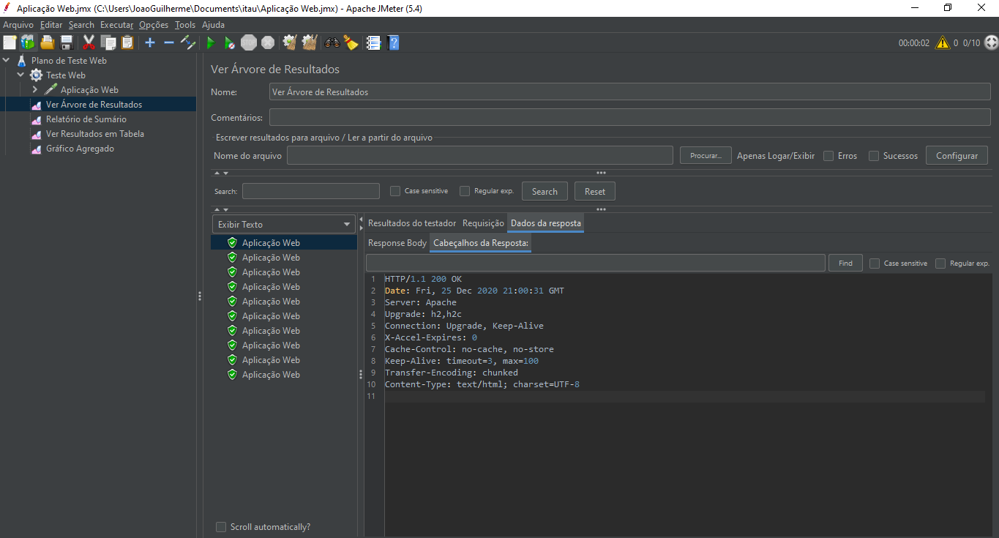 Aplicação Web.jmx (C:\Users\JoaoGuilherme\Documents\itau\Aplicação Web.jmx) - Apache JMeter (5.4)
Arquivo Editar Search Executar Opções Tools Ajuda
00:00:02 0 0/10
Plano de Teste Web
Teste Web
Aplicação Web
Ver Árvore de Resultados
Relatório de Sumário
Ver Resultados em Tabela
Gráfico Agregado
Ver Árvore de Resultados
Nome: Ver Árvore de Resultados
Comentários:
Escrever resultados para arquivo / Ler a partir do arquivo
Nome do arquivo Procurar... Apenas Logar/Exibir Erros Sucessos Configurar
Search: Case sensitive Regular exp. Search Reset
Exibir Texto
Aplicação Web
Aplicação Web
Aplicação Web
Aplicação Web
Aplicação Web
Aplicação Web
Aplicação Web
Aplicação Web
Aplicação Web
Aplicação Web
Scroll automatically?
Resultados do testador Requisição Dados da resposta
Response Body Cabeçalhos da Resposta:
Find Case sensitive Regular exp.
1 HTTP/1.1 200 OK
2 Date: Fri, 25 Dec 2020 21:00:31 GMT
3 Server: Apache
4 Upgrade: h2,h2c
5 Connection: Upgrade, Keep-Alive
6 X-Accel-Expires: 0
7 Cache-Control: no-cache, no-store
8 Keep-Alive: timeout=3, max=100
9 Transfer-Encoding: chunked
10 Content-Type: text/html; charset=UTF-8
11